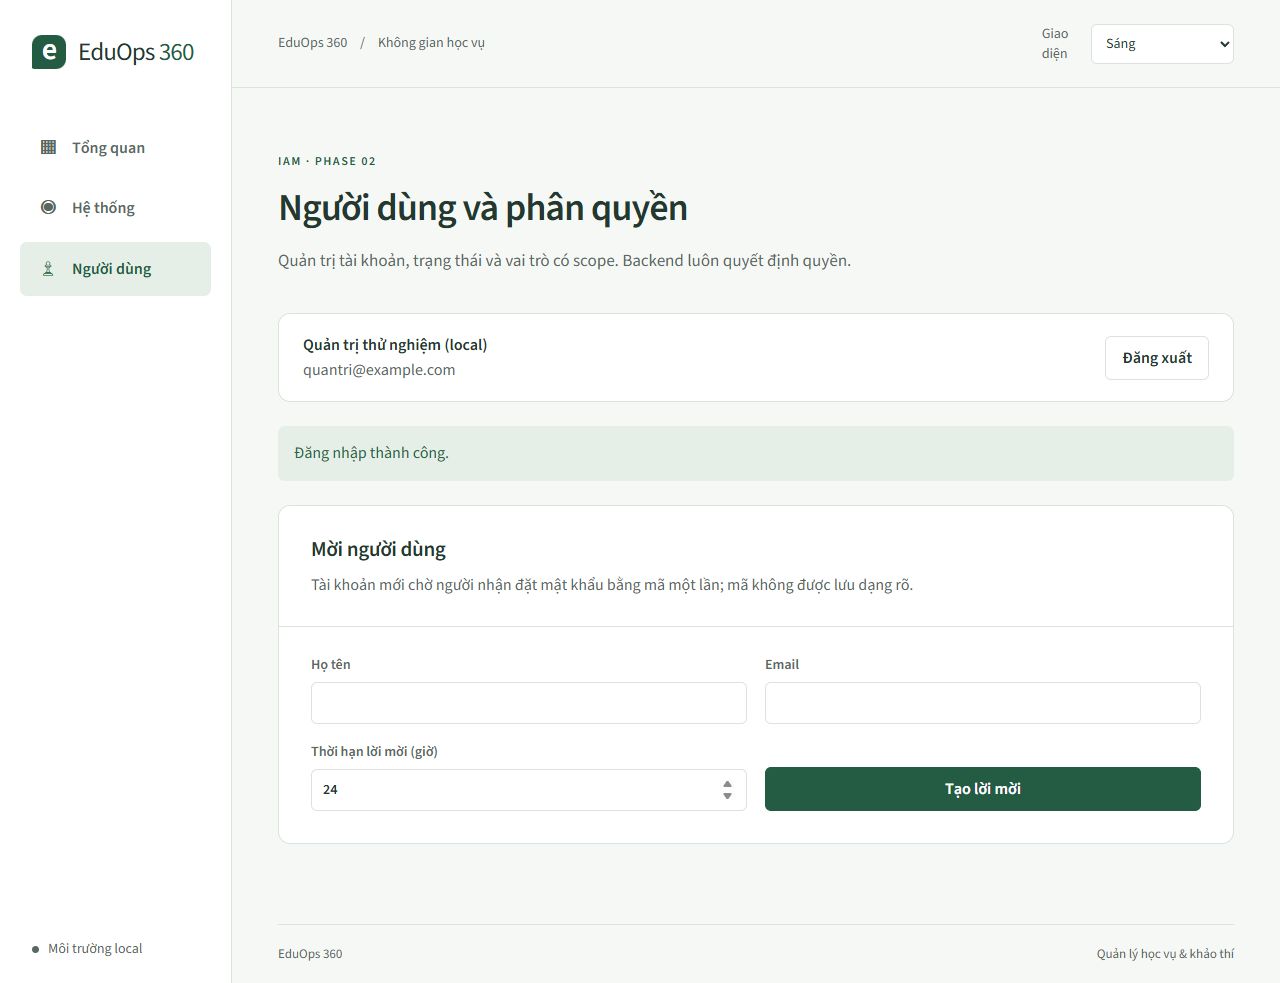 e EduOps 360
EduOps 360 / Không gian học vụ
Giao
diện
Sáng
Tổng quan
Hệ thống
Người dùng
IAM · PHASE 02
Người dùng và phân quyền
Quản trị tài khoản, trạng thái và vai trò có scope. Backend luôn quyết định quyền.
Quản trị thử nghiệm (local)
quantri@example.com
Đăng xuất
Đăng nhập thành công.
Mời người dùng
Tài khoản mới chờ người nhận đặt mật khẩu bằng mã một lần; mã không được lưu dạng rõ.
Họ tên
Email
Thời hạn lời mời (giờ)
24
Tạo lời mời
Môi trường local
EduOps 360
Quản lý học vụ & khảo thí